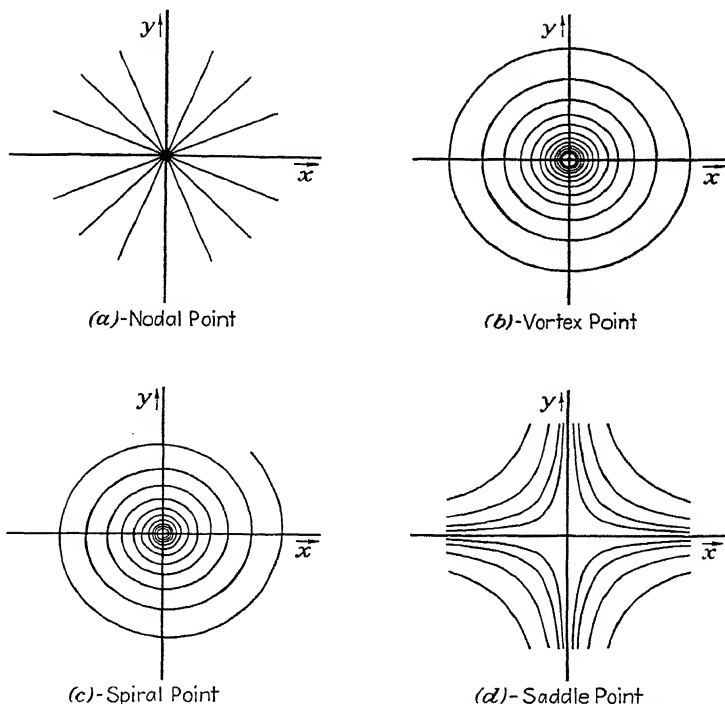 y
x
(a)-Nodal Point
y
x
(b)-Vortex Point
y
x
(c)-Spiral Point
y
x
(d)-Saddle Point